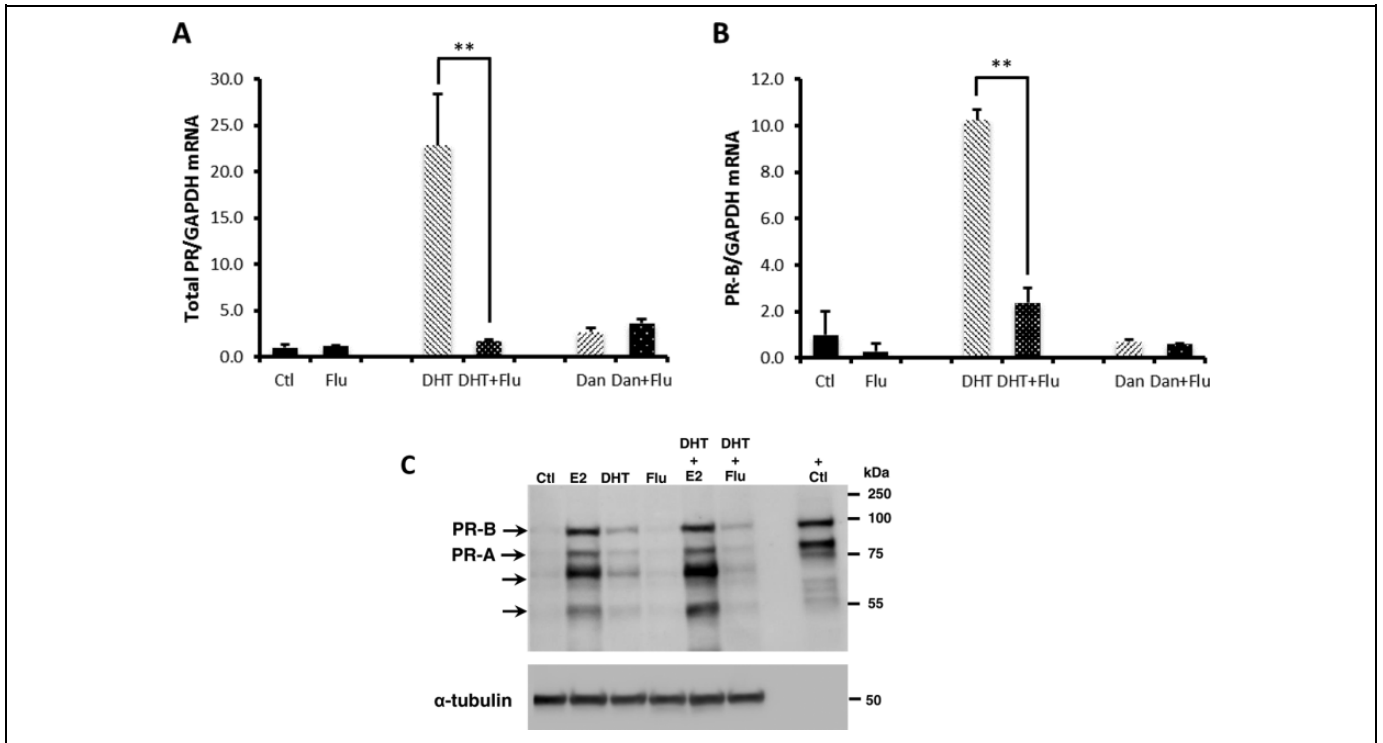 A
**
Total PR/GAPDH mRNA
30.0
25.0
20.0
15.0
10.0
5.0
0.0
Ctl Flu DHT DHT+Flu Dan Dan+Flu
B
**
PR-B/GAPDH mRNA
12.0
10.0
8.0
6.0
4.0
2.0
0.0
Ctl Flu DHT DHT+Flu Dan Dan+Flu
C
DHT DHT
+ + +
Ctl E2 DHT Flu E2 Flu Ctl kDa
250
PR-B 100
PR-A 75
55
α-tubulin 50